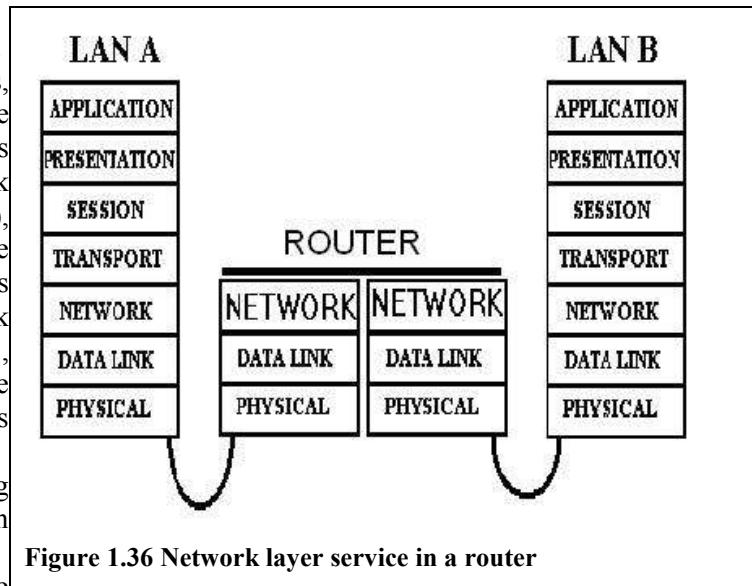 LAN A
APPLICATION
PRESENTATION
SESSION
TRANSPORT
NETWORK
DATA LINK
PHYSICAL
ROUTER
NETWORK
DATA LINK
PHYSICAL
NETWORK
DATA LINK
PHYSICAL
LAN B
APPLICATION
PRESENTATION
SESSION
TRANSPORT
NETWORK
DATA LINK
PHYSICAL
Figure 1.36 Network layer service in a router